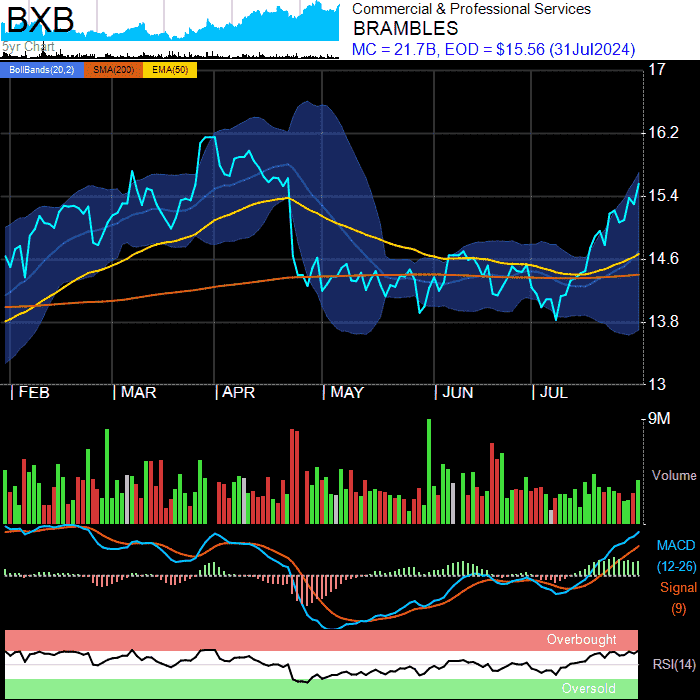 BXB
5yr Chart
Commercial & Professional Services
BRAMBLES
MC = 21.7B, EOD = $15.56 (31Jul2024)
BollBands(20,2) SMA(200) EMA(50)
17
16.2
15.4
14.6
13.8
13
FEB MAR APR MAY JUN JUL
9M
Volume
MACD
(12-26)
Signal
(9)
Overbought
RSI(14)
Oversold